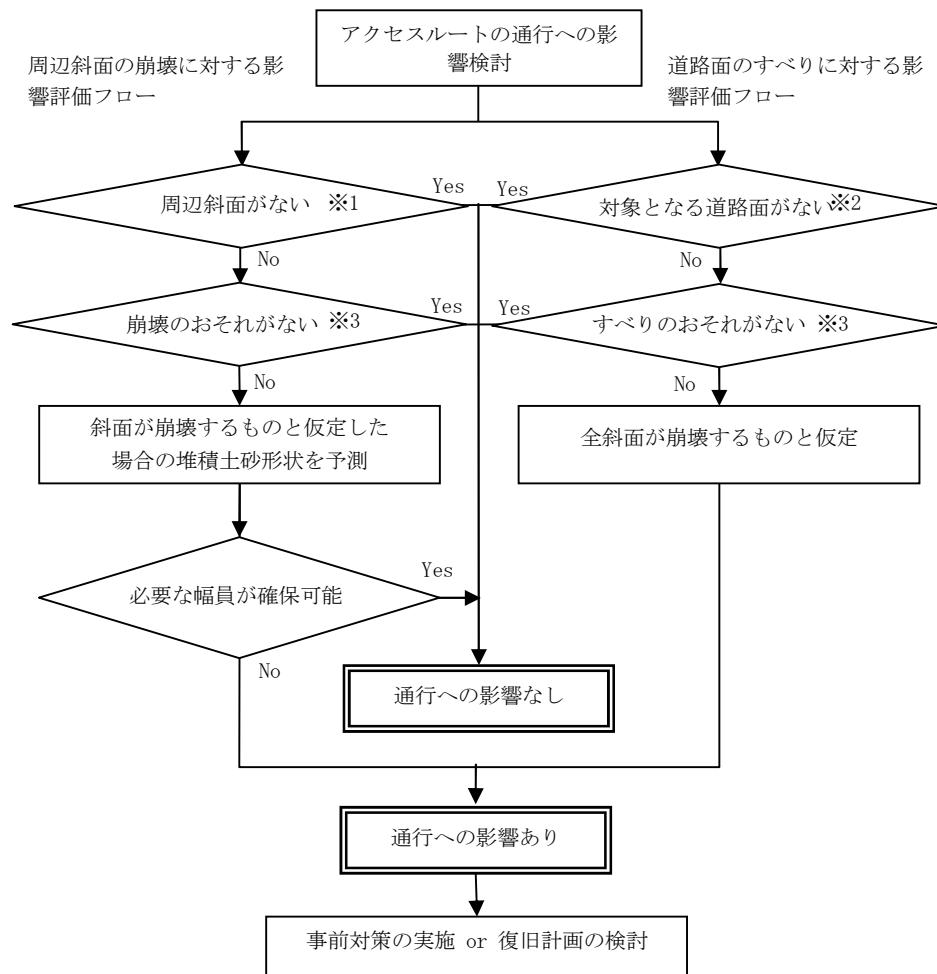 アクセスルートの通行への影
響検討
周辺斜面の崩壊に対する影
響評価フロー
道路面のすべりに対する影
響評価フロー
周辺斜面がない ※1
Yes
Yes
対象となる道路面がない※2
No
No
崩壊のおそれがない ※3
Yes
Yes
すべりのおそれがない ※3
No
No
斜面が崩壊するものと仮定した
場合の堆積土砂形状を予測
全斜面が崩壊するものと仮定
必要な幅員が確保可能
Yes
No
通行への影響なし
通行への影響あり
事前対策の実施 or 復旧計画の検討